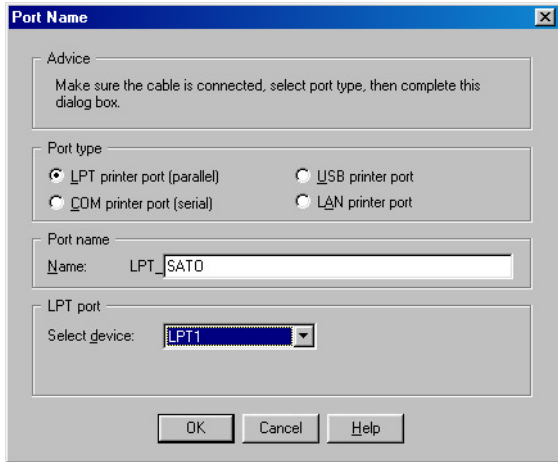 Port Name
Advice
Make sure the cable is connected, select port type, then complete this
dialog box.
Port type
LPT printer port (parallel)
USB printer port
COM printer port (serial)
LAN printer port
Port name
Name: LPT_SATO
LPT port
Select device: LPT1
OK Cancel Help